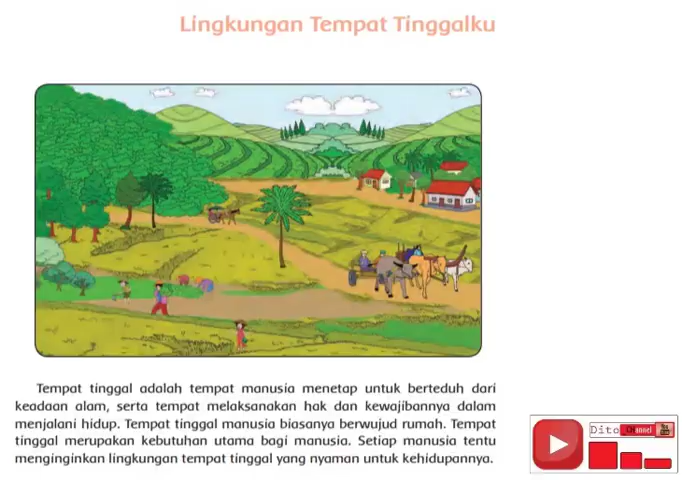 Lingkungan Tempat Tinggalku
Tempat tinggal adalah tempat manusia menetap untuk berteduh dari
keadaan alam, serta tempat melaksanakan hak dan kewajibannya dalam
menjalani hidup. Tempat tinggal manusia biasanya berwujud rumah. Tempat
tinggal merupakan kebutuhan utama bagi manusia. Setiap manusia tentu
menginginkan lingkungan tempat tinggal yang nyaman untuk kehidupannya.
Dito Channel